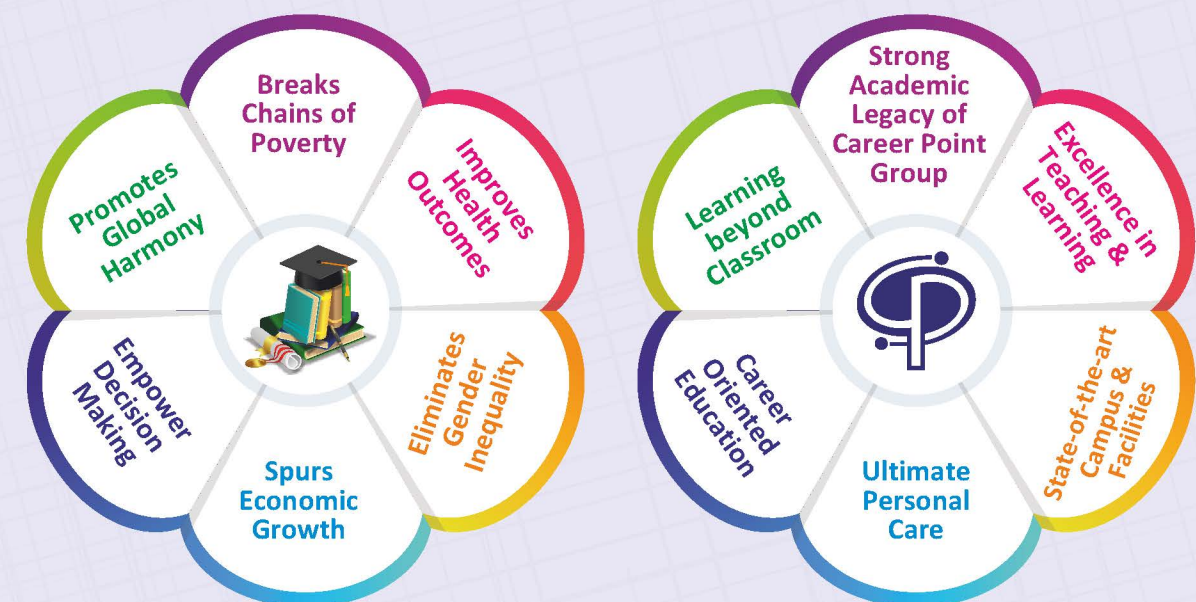 Breaks
Chains of
Poverty
Improves
Health
Outcomes
Eliminates
Gender
Inequality
Spurs
Economic
Growth
Empower
Decision
Making
Promotes
Global
Harmony
Strong
Academic
Legacy of
Career Point
Group
Excellence in
Teaching &
Learning
State-of-the-art
Campus &
Facilities
Ultimate
Personal
Care
Career
Oriented
Education
Learning
beyond
Classroom